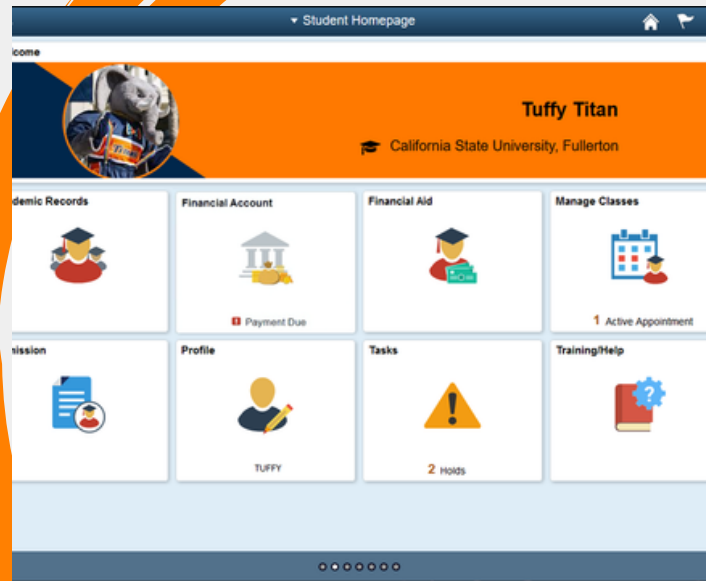 Student Homepage
lcome
Tuffy Titan
California State University, Fullerton
demic Records
Financial Account
Financial Aid
Manage Classes
Payment Due
1 Active Appointment
nission
Profile
Tasks
Training/Help
?
TUFFY
2 Holds